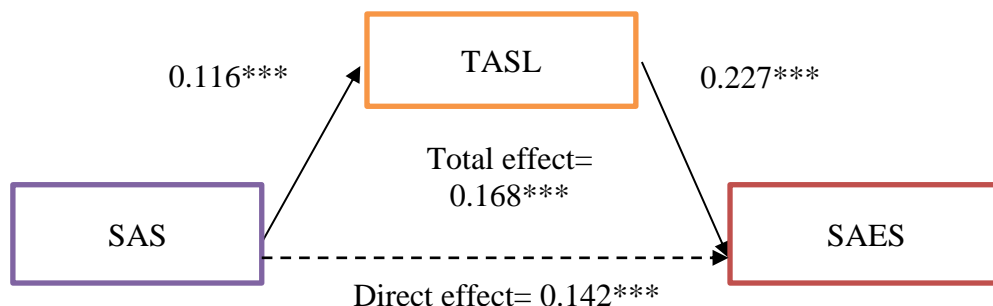 TASL
0.116***
0.227***
Total effect=
0.168***
SAS
SAES
Direct effect= 0.142***